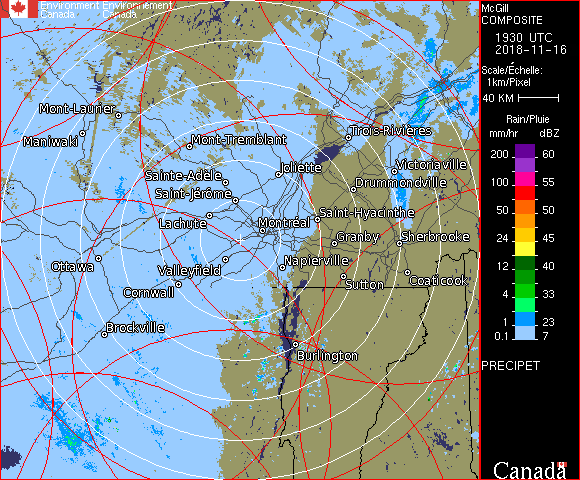 Environment Environnement
Canada Canada
McGill
COMPOSITE
1930 UTC
2018-11-16
Scale/Échelle:
1km/Pixel
40 KM
Rain/Pluie
mm/hr dBZ
200 60
100 55
50 50
24 45
12 40
8 33
4 28
1 23
0.1 7
PRECIPET
Canada
Mont-Laurier
Maniwaki
Mont-Tremblant
Trois-Rivières
Sainte-Adèle
Joliette
Victoriaville
Saint-Jérôme
Drummondville
Lachute
Montréal
Saint-Hyacinthe
Granby
Sherbrooke
Ottawa
Valleyfield
Napierville
Cornwall
Sutton
Coaticook
Brockville
Burlington